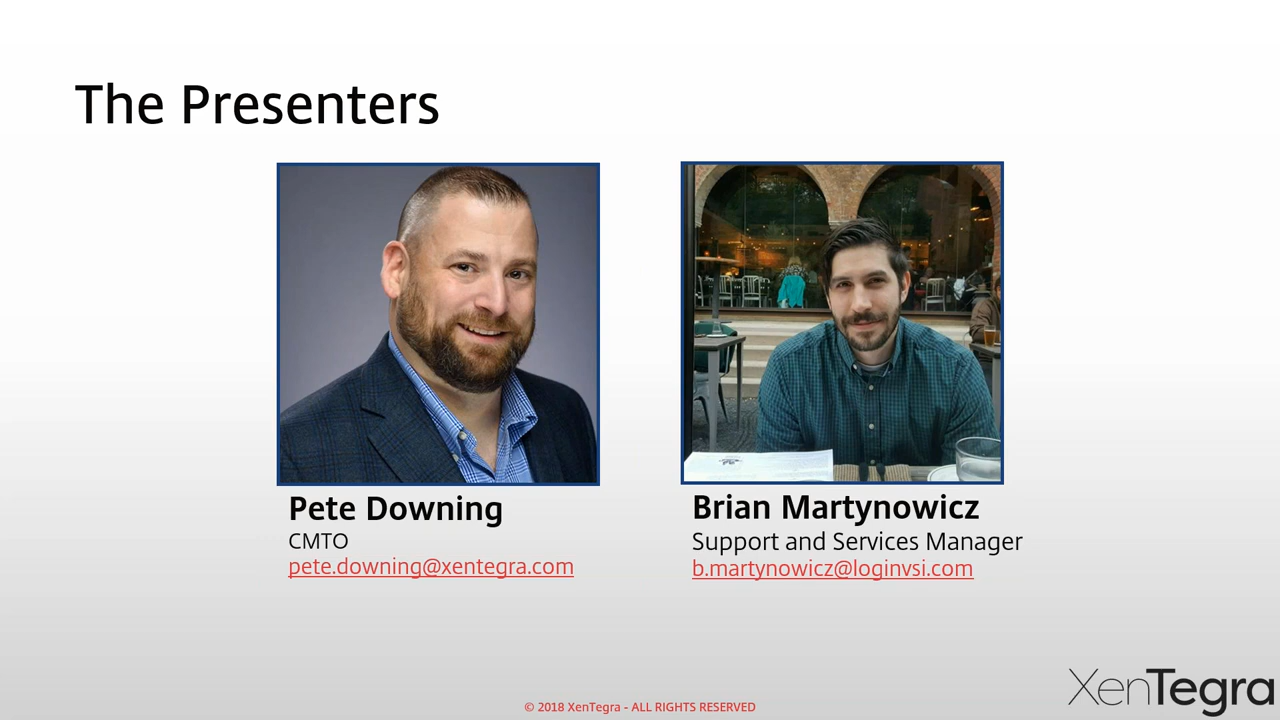 The Presenters
Pete Downing
CMTO
pete.downing@xentegra.com
Brian Martynowicz
Support and Services Manager
b.martynowicz@loginvsi.com
© 2018 XenTegra - ALL RIGHTS RESERVED
XenTegra